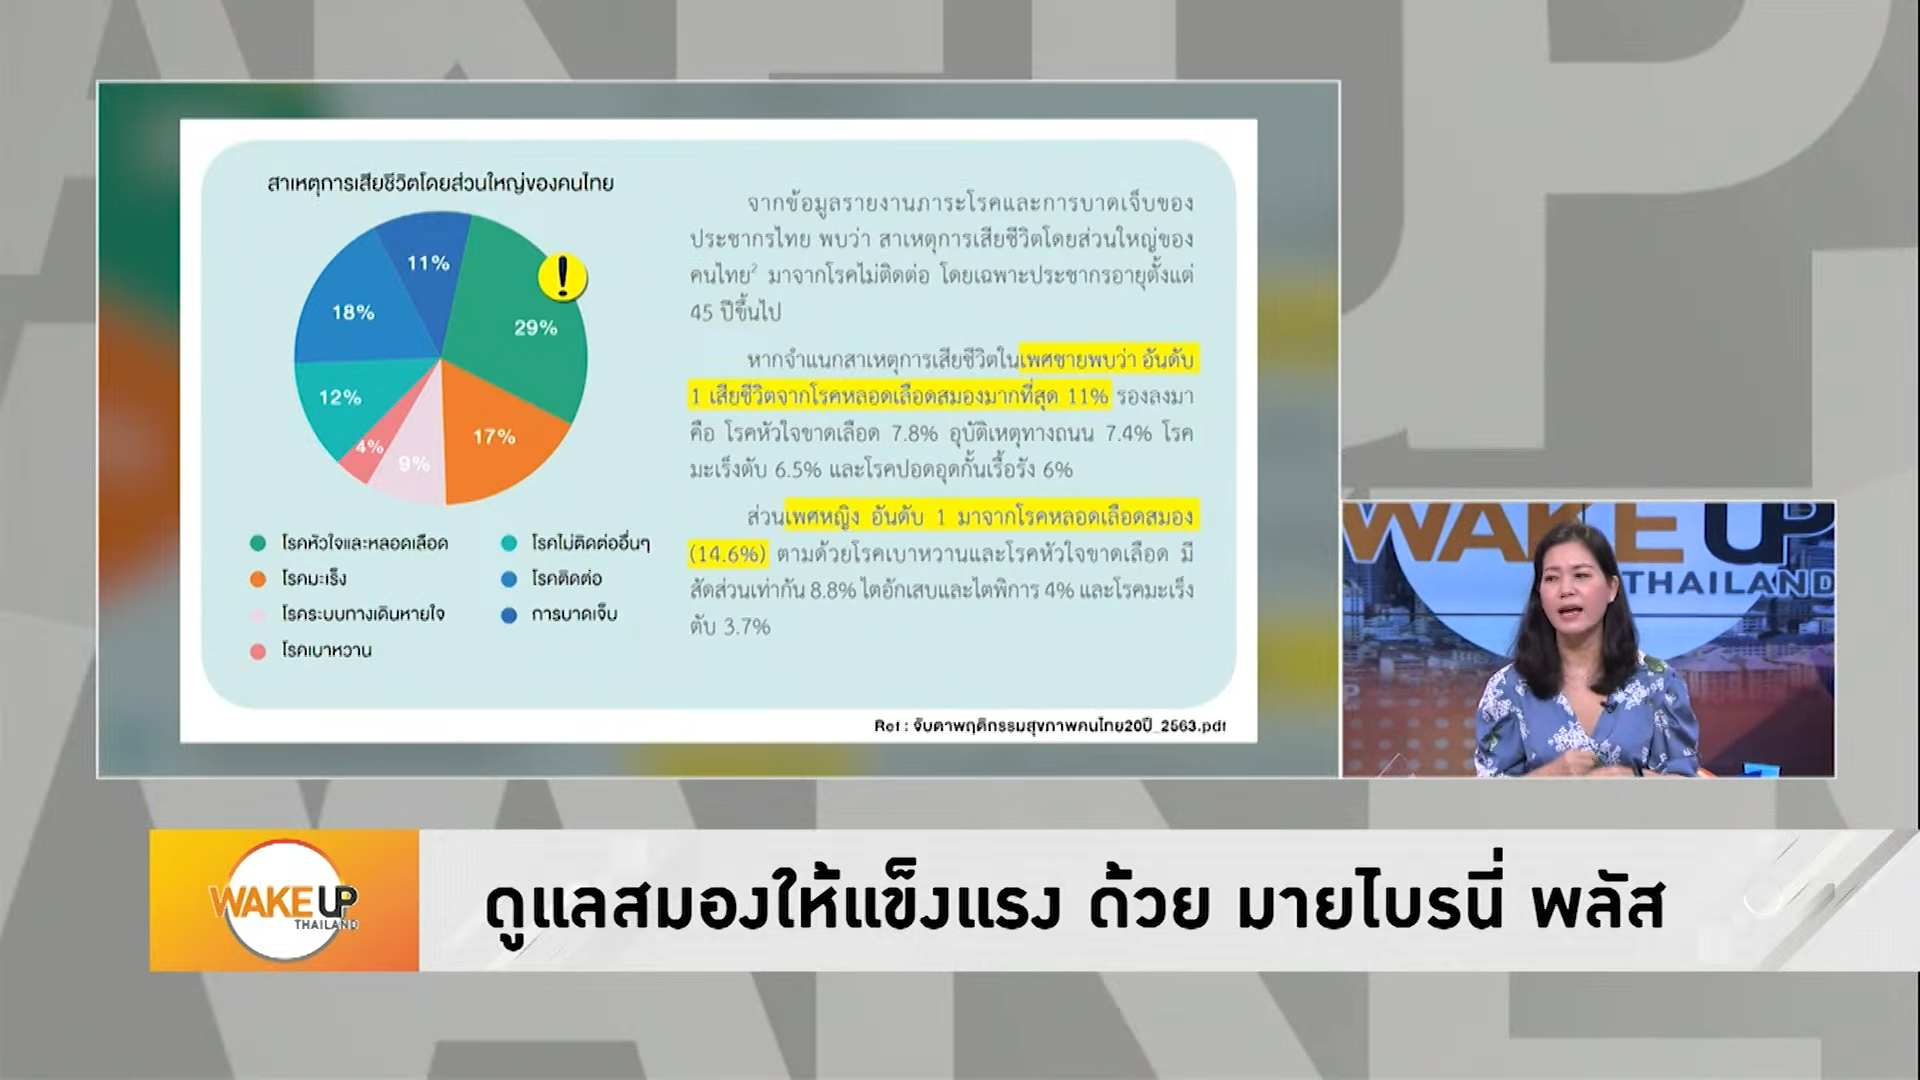 สาเหตุการเสียชีวิตโดยส่วนใหญ่ของคนไทย
11%
29%
18%
12%
4%
9%
17%
โรคหัวใจและหลอดเลือด
โรคมะเร็ง
โรคระบบทางเดินหายใจ
โรคเบาหวาน
โรคไม่ติดต่ออื่นๆ
โรคติดต่อ
การบาดเจ็บ
จากข้อมูลรายงานภาระโรคและการบาดเจ็บของ
ประชากรไทย พบว่า สาเหตุการเสียชีวิตโดยส่วนใหญ่ของ
คนไทย² มาจากโรคไม่ติดต่อ โดยเฉพาะประชากรอายุตั้งแต่
45 ปีขึ้นไป
หากจำแนกสาเหตุการเสียชีวิตในเพศชายพบว่า อันดับ
1 เสียชีวิตจากโรคหลอดเลือดสมองมากที่สุด 11% รองลงมา
คือ โรคหัวใจขาดเลือด 7.8% อุบัติเหตุทางถนน 7.4% โรค
มะเร็งตับ 6.5% และโรคปอดอุดกั้นเรื้อรัง 6%
ส่วนเพศหญิง อันดับ 1 มาจากโรคหลอดเลือดสมอง
(14.6%) ตามด้วยโรคเบาหวานและโรคหัวใจขาดเลือด มี
สัดส่วนเท่ากัน 8.8% ไตอักเสบและไตพิการ 4% และโรคมะเร็ง
ตับ 3.7%
Ref : จับตาพฤติกรรมสุขภาพคนไทย20ปี_2563.pdf
WAKE UP
THAILAND
WAKE UP
THAILAND
ดูแลสมองให้แข็งแรง ด้วย มายไบรนี่ พลัส